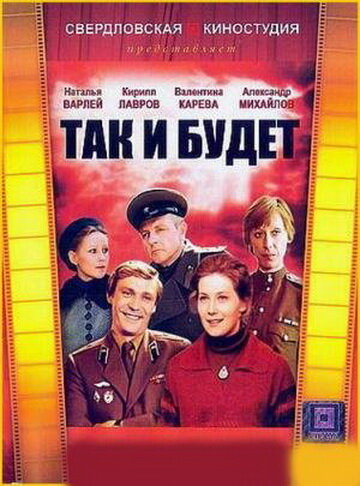 СВЕРДЛОВСКАЯ КИНОСТУДИЯ
представляет
Наталья Кирилл Валентина Александр
ВАРЛЕЙ ЛАВРОВ КАРЕВА МИХАЙЛОВ
ТАК И БУДЕТ